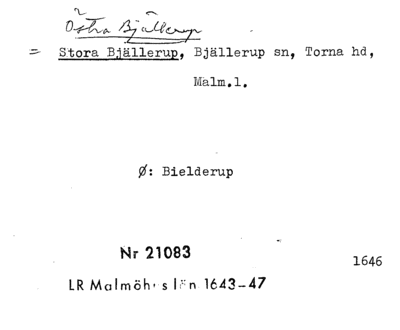 Östra Bjällerup
= Stora Bjällerup, Bjällerup sn, Torna hd,
Malm.l.
Ø: Bielderup
Nr 21083
1646
LR Malmöhus län 1643-47